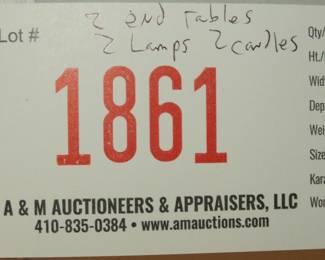 2 End Tables
Lot # 2 Lamps 2 candles
1861
A & M AUCTIONEERS & APPRAISERS, LLC
410-835-0384 • www.amauctions.com
Qty/
Ht./
Wid
Dep
Wei
Size
Kara
Wor